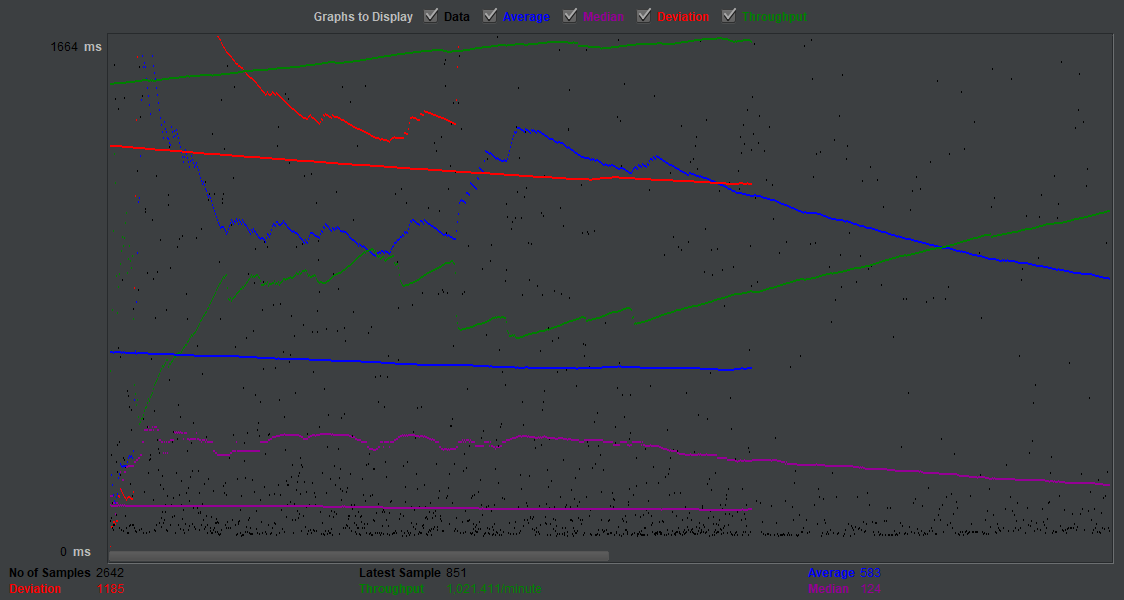 Graphs to Display Data Average Median Deviation Throughput
1664 ms
0 ms
No of Samples 2642 Latest Sample 851 Average 583
Deviation 1185 Throughput 1,021.411/minute Median 134